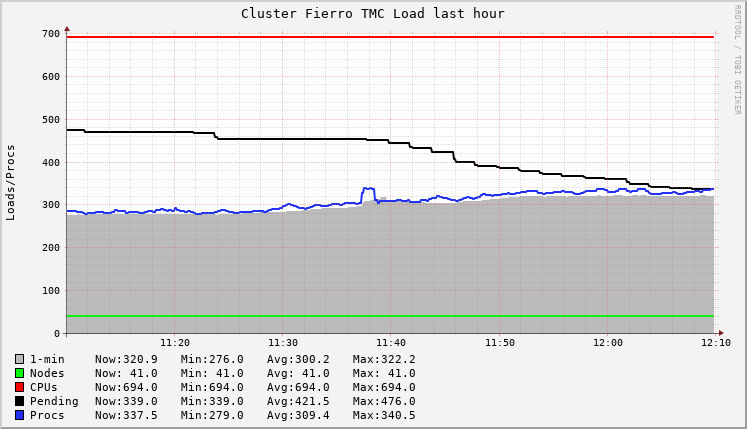 Cluster Fierro TMC Load last hour
RRDTOOL / TOBI OETIKER
Loads/Procs
700
600
500
400
300
200
100
0
11:20 11:30 11:40 11:50 12:00 12:10
1-min Now:320.9 Min:276.0 Avg:300.2 Max:322.2
Nodes Now: 41.0 Min: 41.0 Avg: 41.0 Max: 41.0
CPUs Now:694.0 Min:694.0 Avg:694.0 Max:694.0
Pending Now:339.0 Min:339.0 Avg:421.5 Max:476.0
Procs Now:337.5 Min:279.0 Avg:309.4 Max:340.5